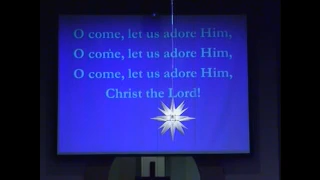 O come, let us adore Him,
O come, let us adore Him,
O come, let us adore Him,
Christ the Lord!